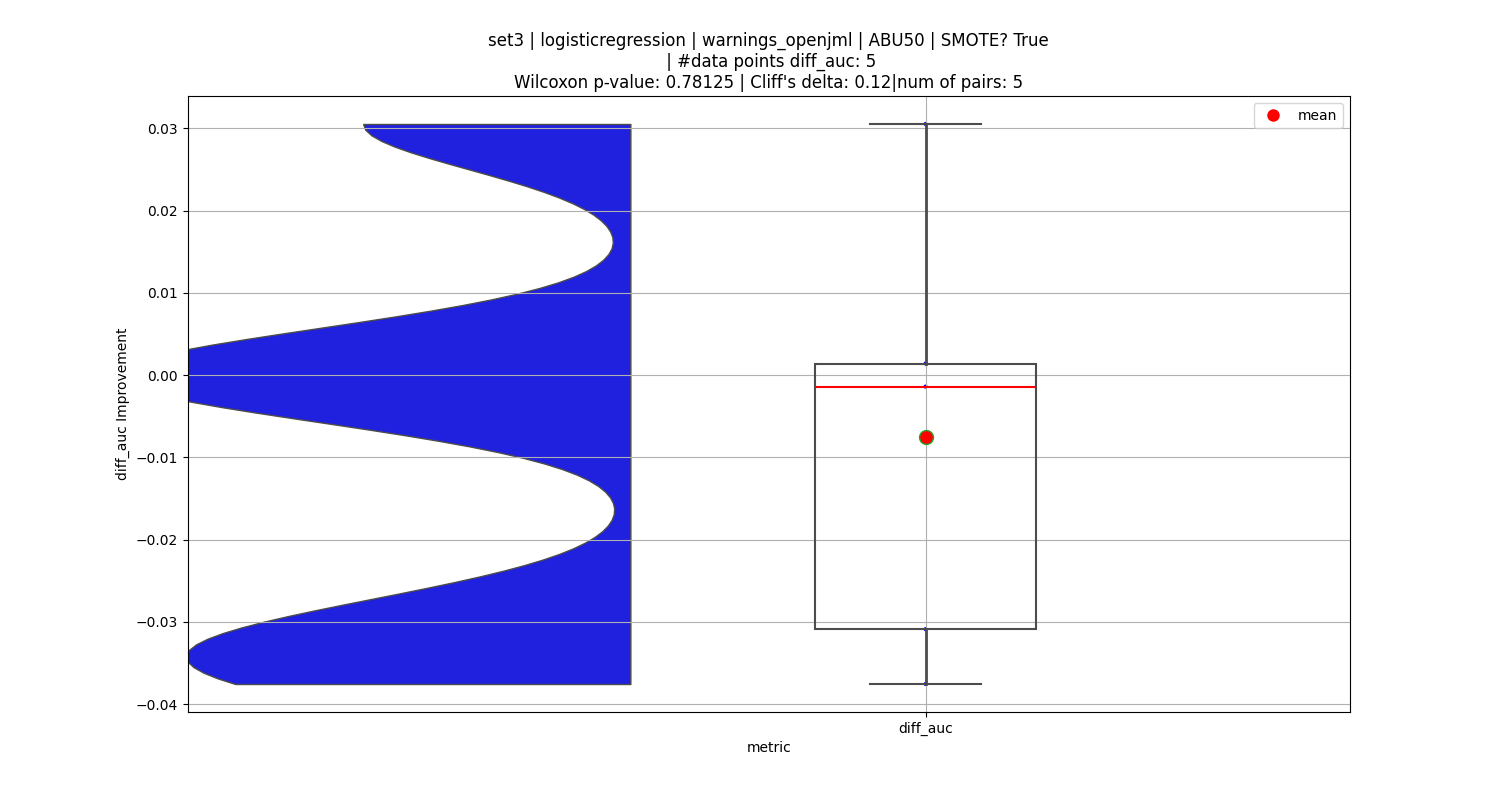 set3 | logisticregression | warnings_openjml | ABU50 | SMOTE? True
| #data points diff_auc: 5
Wilcoxon p-value: 0.78125 | Cliff's delta: 0.12|num of pairs: 5
mean
0.03
0.02
0.01
0.00
−0.01
−0.02
−0.03
−0.04
diff_auc Improvement
diff_auc
metric